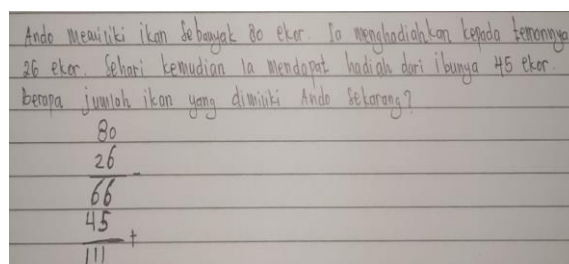 Ando memiliki ikan sebanyak 80 ekor. Ia menghadiahkan kepada temannya
26 ekor. Sehari kemudian Ia mendapat hadiah dari ibunya 45 ekor.
berapa jumlah ikan yang dimiliki Ando sekarang?
80
26 -
66
45 +
111